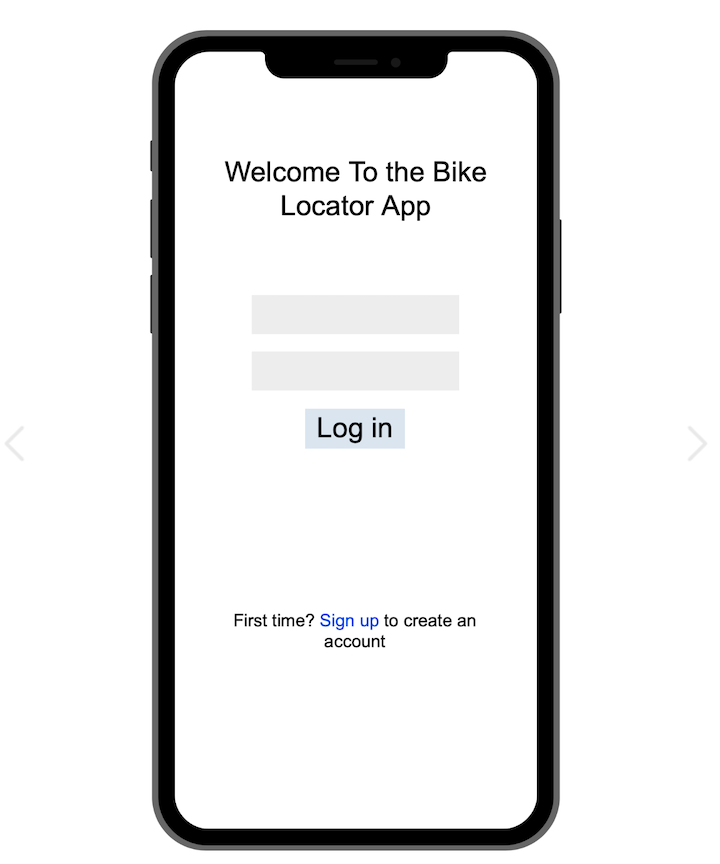 Welcome To the Bike
Locator App
Log in
First time? Sign up to create an
account